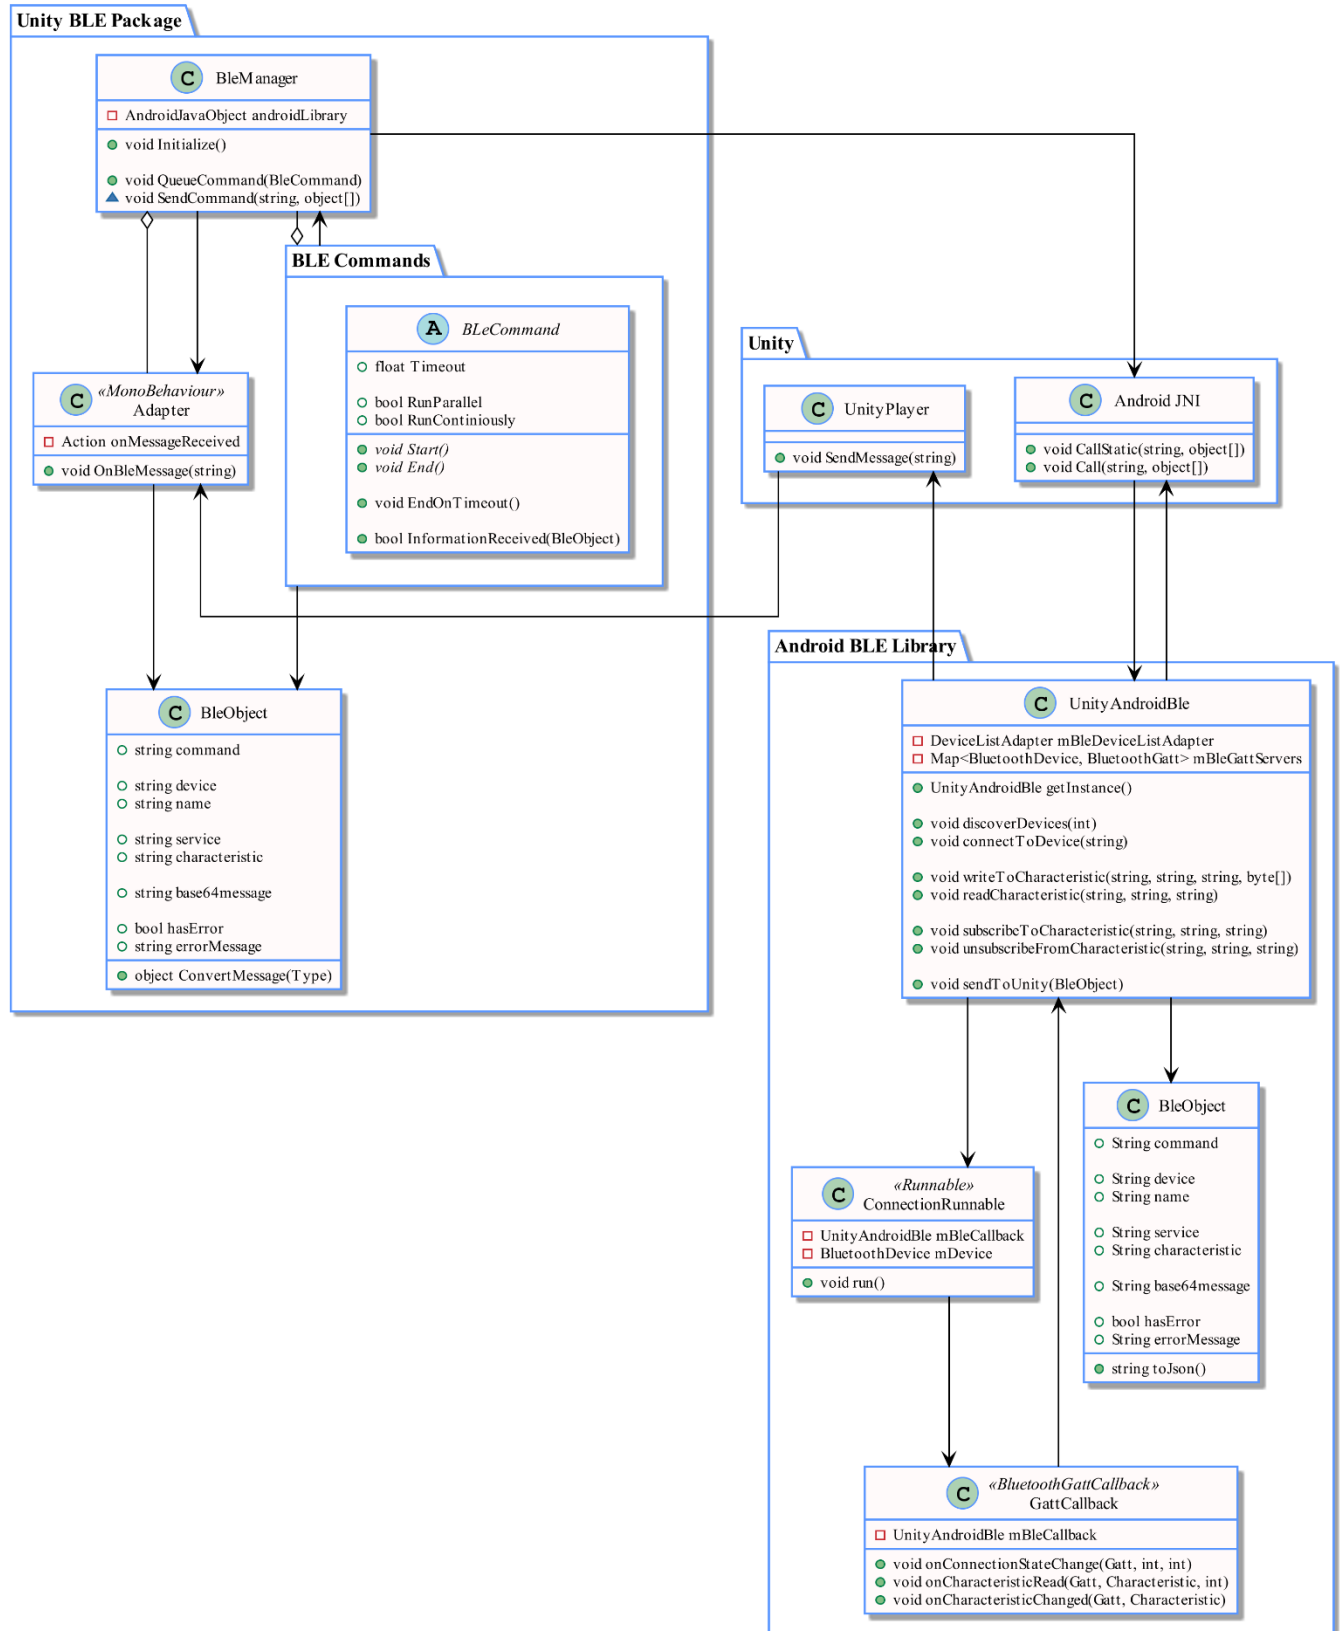 Unity BLE Package
C BleManager
AndroidJavaObject androidLibrary
void Initialize()
void QueueCommand(BleCommand)
void SendCommand(string, object[])
BLE Commands
A BLeCommand
float Timeout
bool RunParallel
bool RunContiniously
void Start()
void End()
void EndOnTimeout()
bool InformationReceived(BleObject)
C «MonoBehaviour»
Adapter
Action onMessageReceived
void OnBleMessage(string)
C BleObject
string command
string device
string name
string service
string characteristic
string base64message
bool hasError
string errorMessage
object ConvertMessage(Type)
Unity
C UnityPlayer
void SendMessage(string)
C Android JNI
void CallStatic(string, object[])
void Call(string, object[])
Android BLE Library
C UnityAndroidBle
DeviceListAdapter mBleDeviceListAdapter
Map<BluetoothDevice, BluetoothGatt> mBleGattServers
UnityAndroidBle getInstance()
void discoverDevices(int)
void connectToDevice(string)
void writeToCharacteristic(string, string, string, byte[])
void readCharacteristic(string, string, string)
void subscribeToCharacteristic(string, string, string)
void unsubscribeFromCharacteristic(string, string, string)
void sendToUnity(BleObject)
C BleObject
String command
String device
String name
String service
String characteristic
String base64message
bool hasError
String errorMessage
string toJson()
C «Runnable»
ConnectionRunnable
UnityAndroidBle mBleCallback
BluetoothDevice mDevice
void run()
C «BluetoothGattCallback»
GattCallback
UnityAndroidBle mBleCallback
void onConnectionStateChange(Gatt, int, int)
void onCharacteristicRead(Gatt, Characteristic, int)
void onCharacteristicChanged(Gatt, Characteristic)